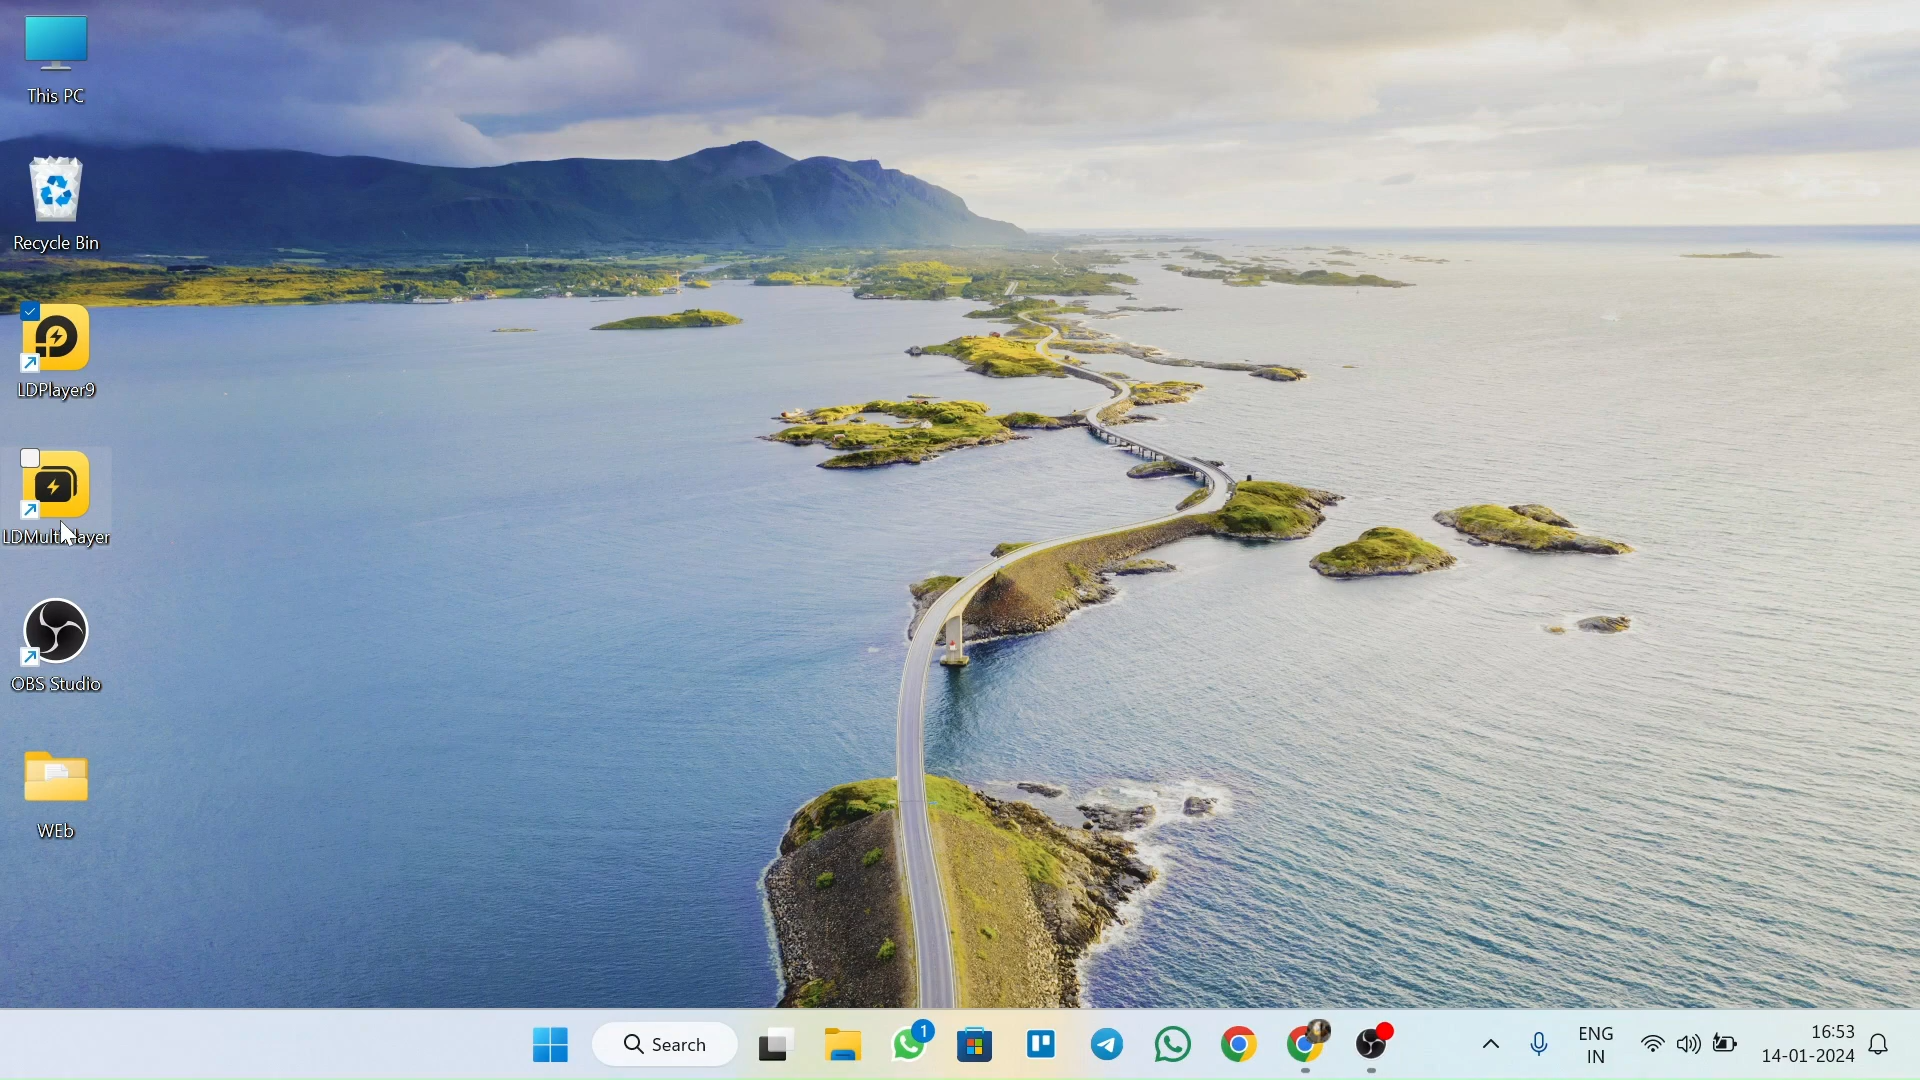 This PC
Recycle Bin
LDPlayer9
LDMultiPlayer
OBS Studio
WEb
Search
1
ENG
IN
16:53
14-01-2024